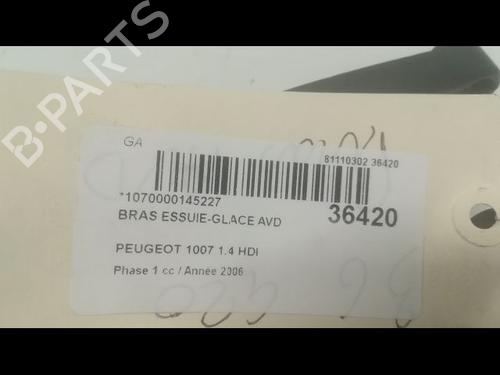 GA
81110302 36420
*1070000145227
BRAS ESSUIE-GLACE AVD
36420
PEUGEOT 1007 1.4 HDi
Phase 1 cc / Année 2006
B-PARTS